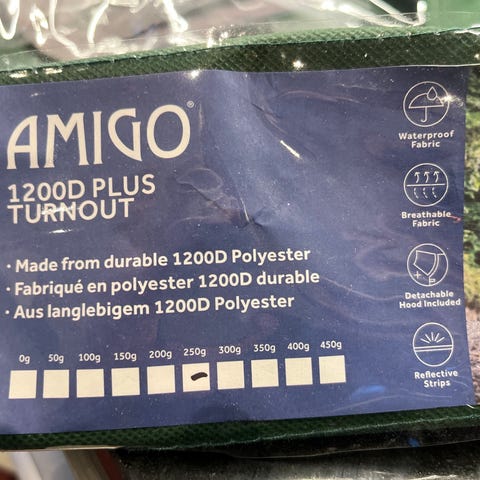 AMIGO®
1200D PLUS
TURNOUT
· Made from durable 1200D Polyester
· Fabriqué en polyester 1200D durable
· Aus langlebigem 1200D Polyester
0g 50g 100g 150g 200g 250g 300g 350g 400g 450g
Waterproof
Fabric
Breathable
Fabric
Detachable
Hood Included
Reflective
Strips